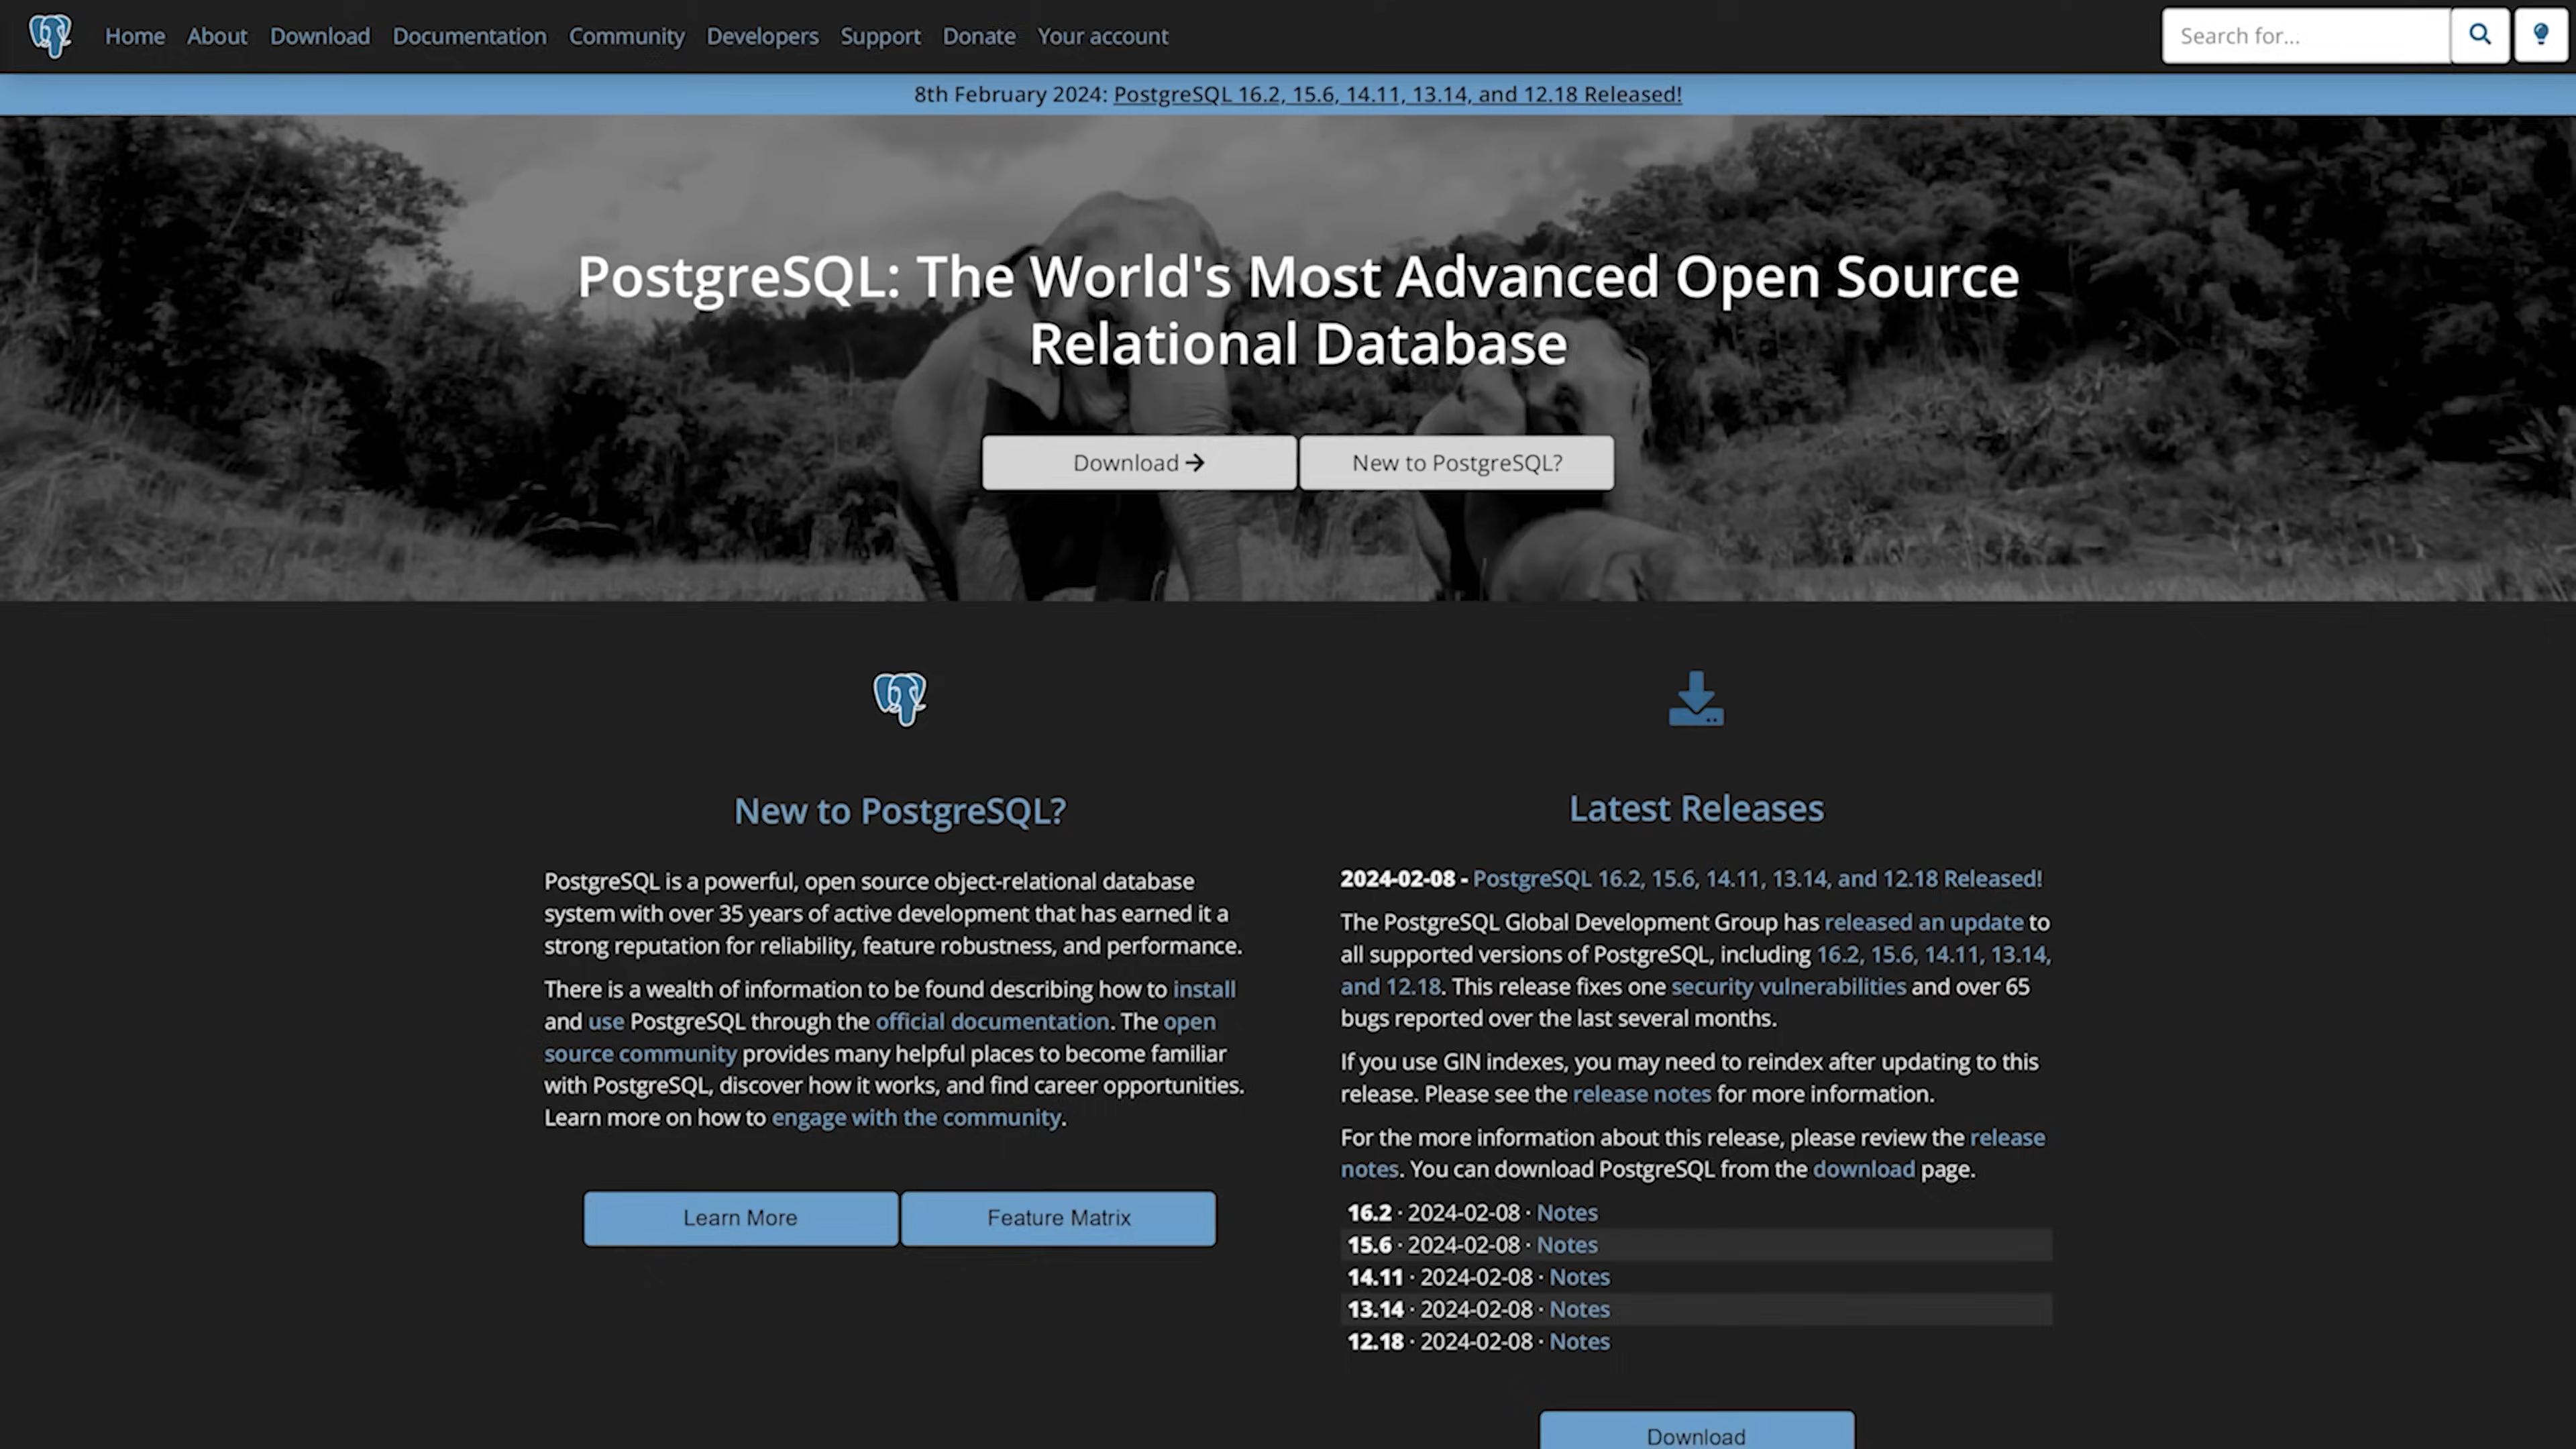 Home About Download Documentation Community Developers Support Donate Your account
Search for...
8th February 2024: PostgreSQL 16.2, 15.6, 14.11, 13.14, and 12.18 Released!
PostgreSQL: The World's Most Advanced Open Source
Relational Database
Download
New to PostgreSQL?
New to PostgreSQL?
PostgreSQL is a powerful, open source object-relational database
system with over 35 years of active development that has earned it a
strong reputation for reliability, feature robustness, and performance.
There is a wealth of information to be found describing how to install
and use PostgreSQL through the official documentation. The open
source community provides many helpful places to become familiar
with PostgreSQL, discover how it works, and find career opportunities.
Learn more on how to engage with the community.
Learn More
Feature Matrix
Latest Releases
2024-02-08 - PostgreSQL 16.2, 15.6, 14.11, 13.14, and 12.18 Released!
The PostgreSQL Global Development Group has released an update to
all supported versions of PostgreSQL, including 16.2, 15.6, 14.11, 13.14,
and 12.18. This release fixes one security vulnerabilities and over 65
bugs reported over the last several months.
If you use GIN indexes, you may need to reindex after updating to this
release. Please see the release notes for more information.
For the more information about this release, please review the release
notes. You can download PostgreSQL from the download page.
16.2 · 2024-02-08 · Notes
15.6 · 2024-02-08 · Notes
14.11 · 2024-02-08 · Notes
13.14 · 2024-02-08 · Notes
12.18 · 2024-02-08 · Notes
Download